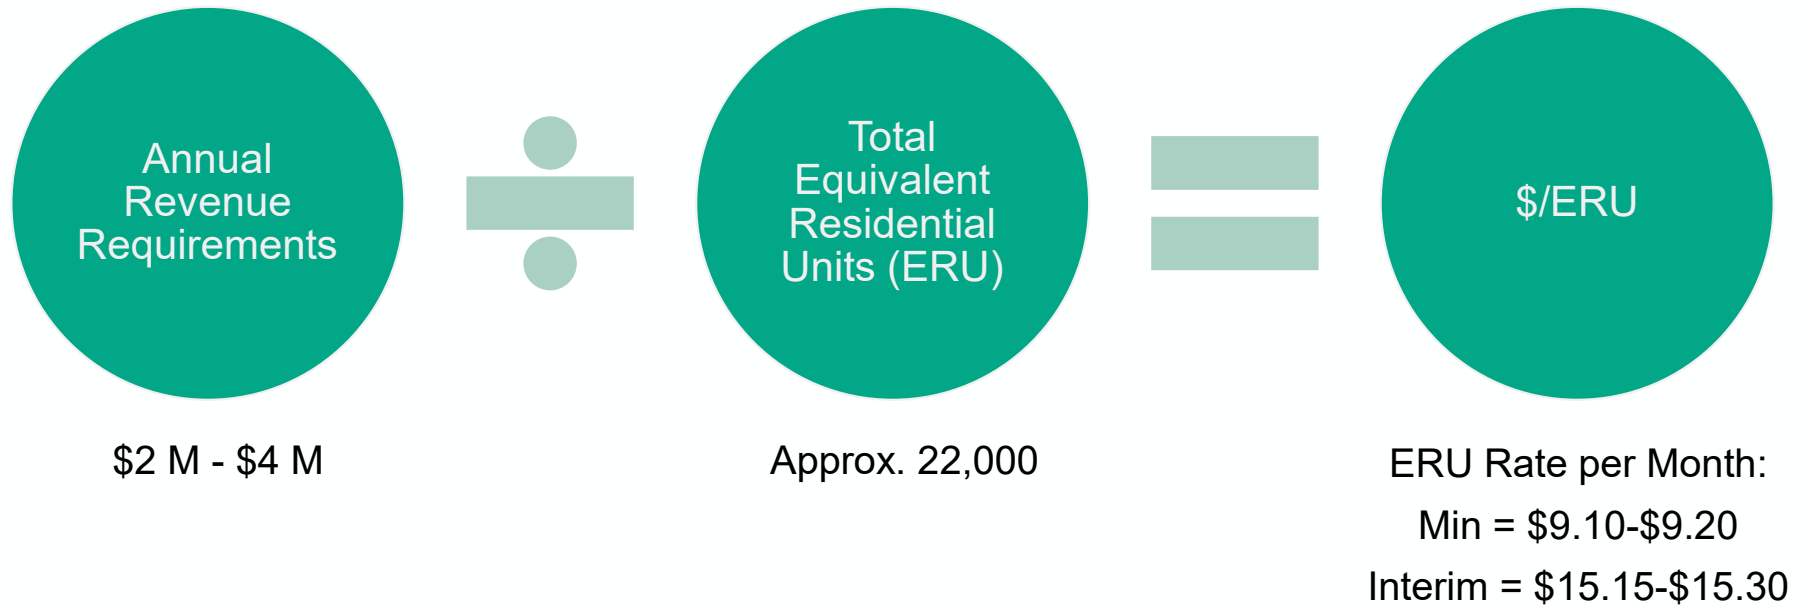 Annual
Revenue
Requirements
Total
Equivalent
Residential
Units (ERU)
$/ERU
$2 M - $4 M
Approx. 22,000
ERU Rate per Month:
Min = $9.10-$9.20
Interim = $15.15-$15.30